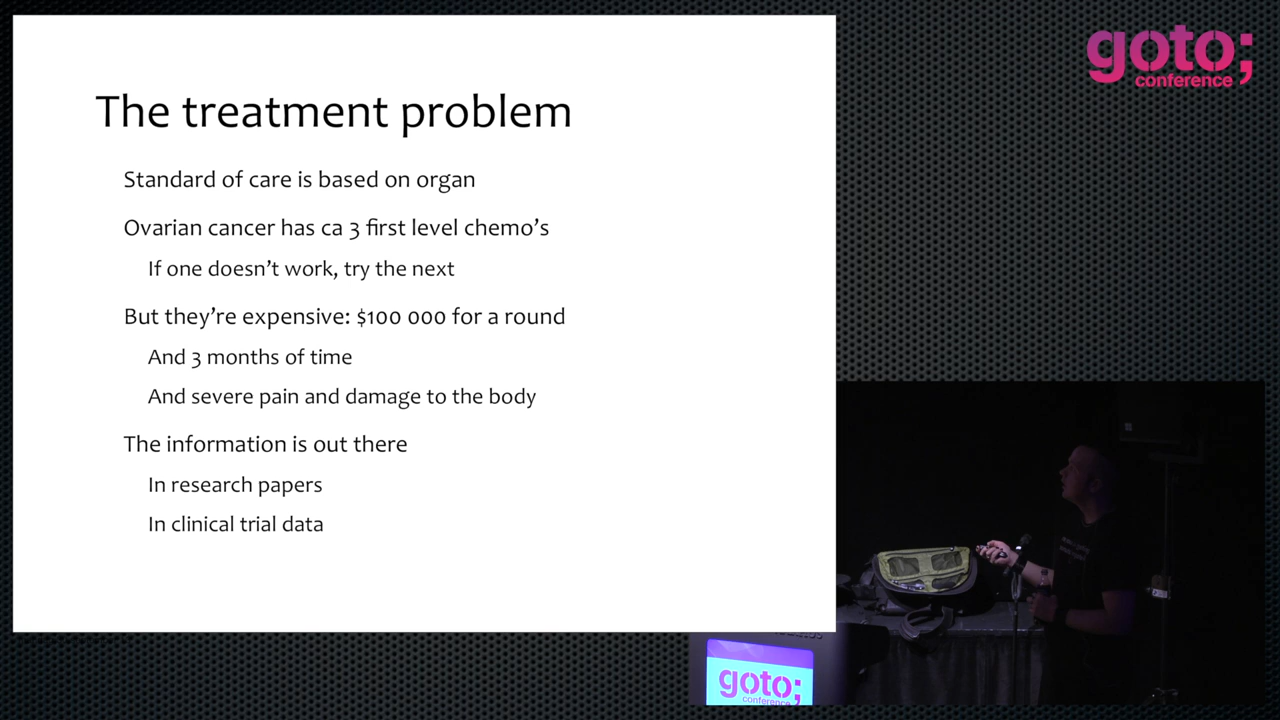 The treatment problem
Standard of care is based on organ
Ovarian cancer has ca 3 first level chemo's
If one doesn't work, try the next
But they're expensive: $100 000 for a round
And 3 months of time
And severe pain and damage to the body
The information is out there
In research papers
In clinical trial data
goto;
conference
goto;
conference